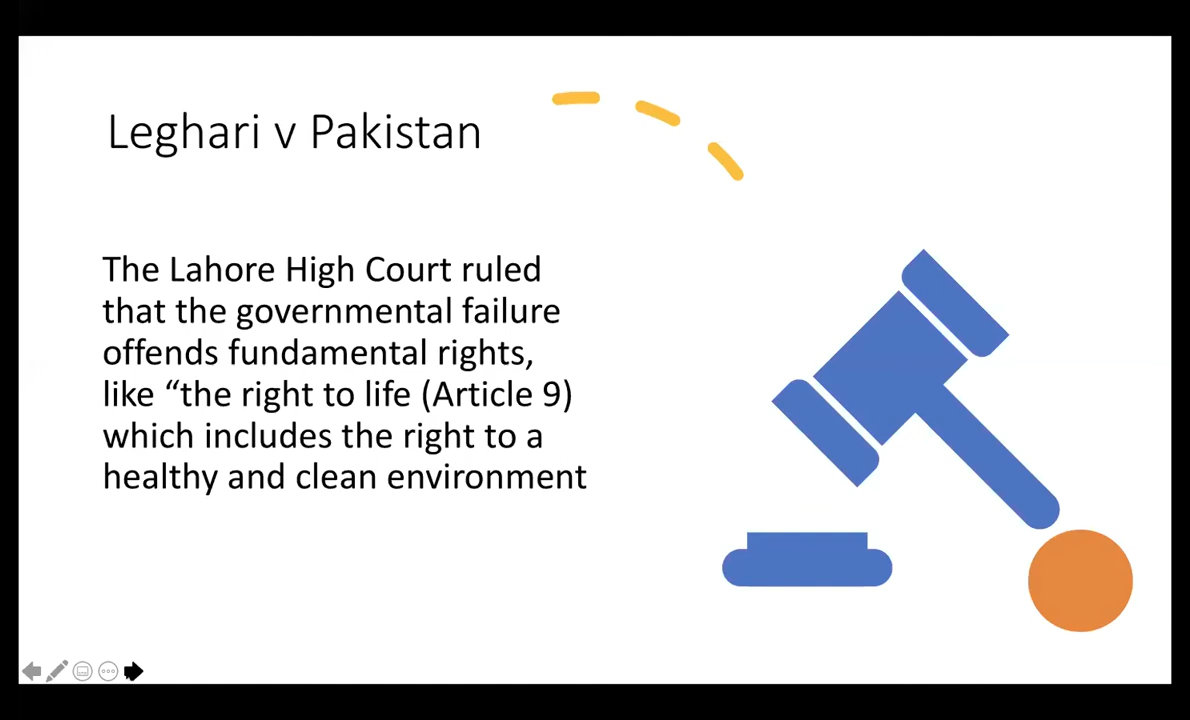 Leghari v Pakistan
The Lahore High Court ruled
that the governmental failure
offends fundamental rights,
like “the right to life (Article 9)
which includes the right to a
healthy and clean environment